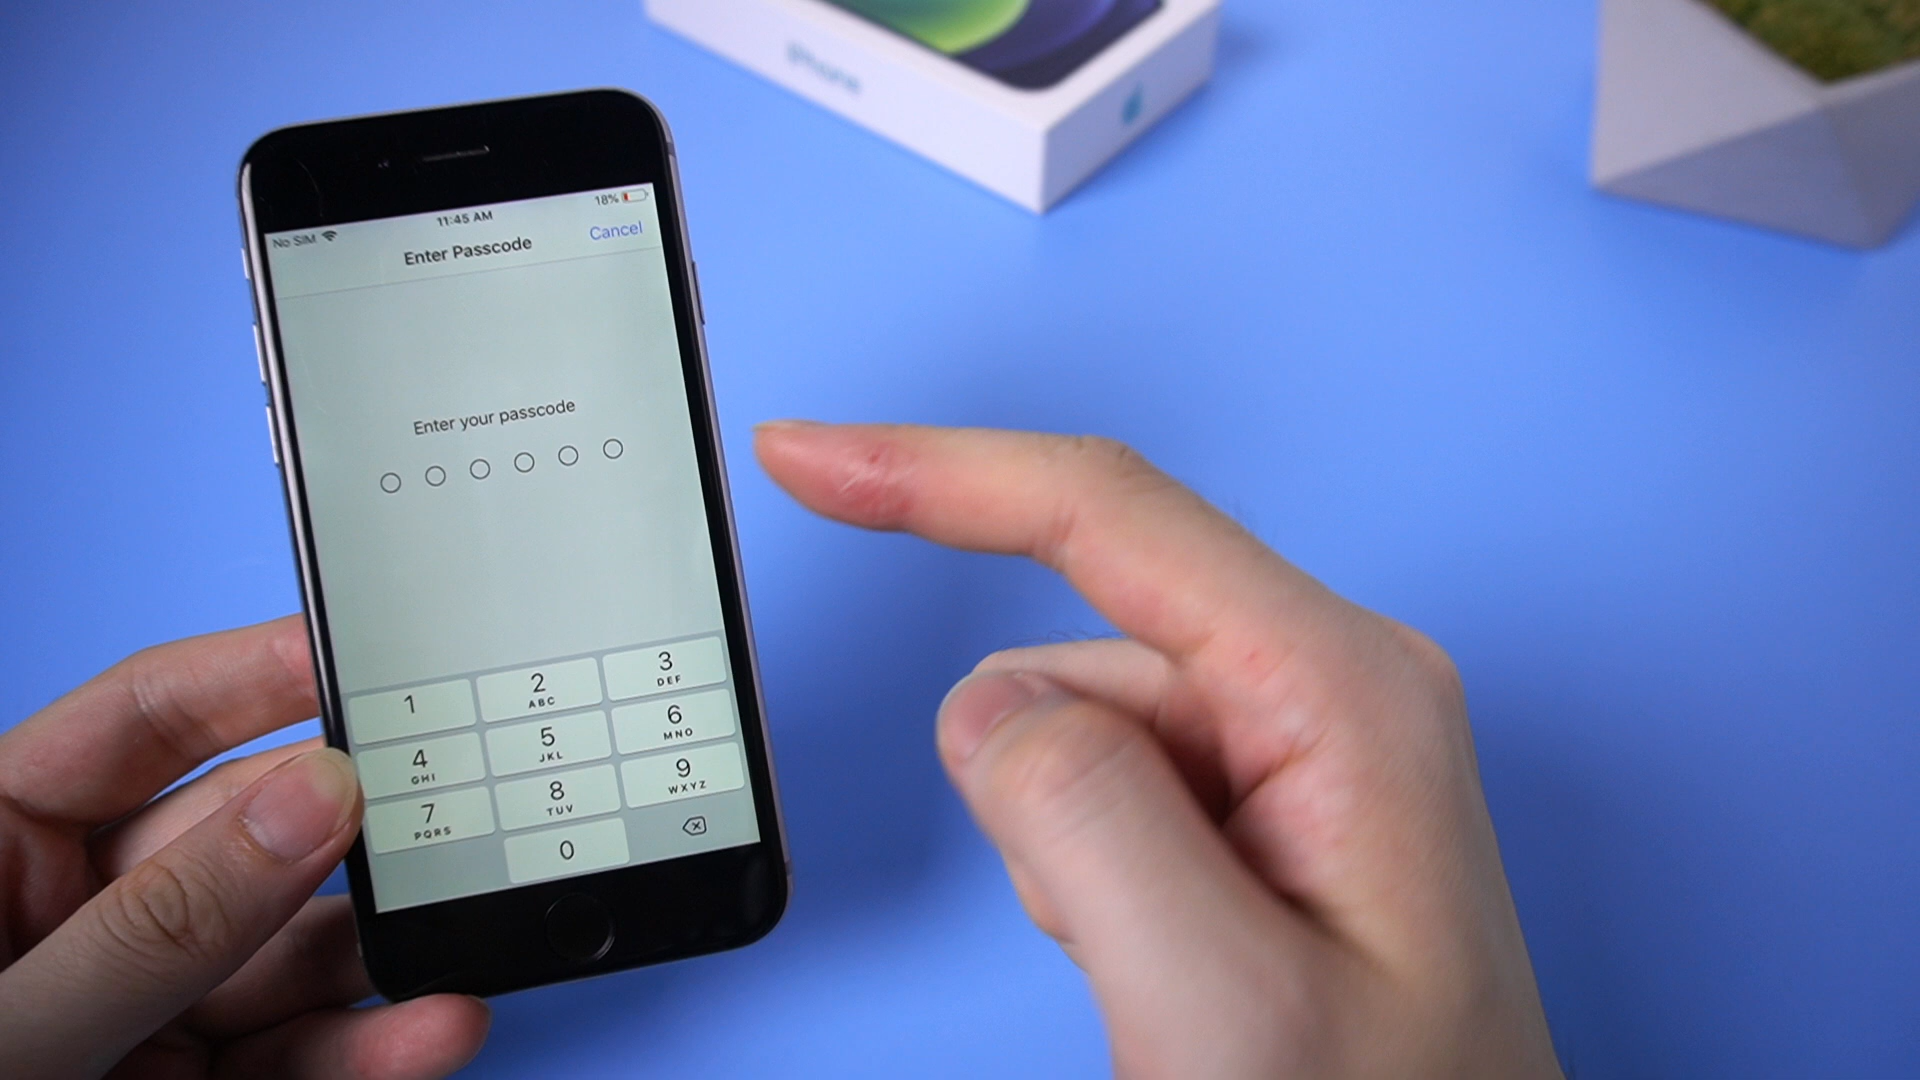 iPhone
No SIM 11:45 AM 18%
Enter Passcode Cancel
Enter your passcode
1 2 3
ABC DEF
4 5 6
GHI JKL MNO
7 8 9
PQRS TUV WXYZ
0